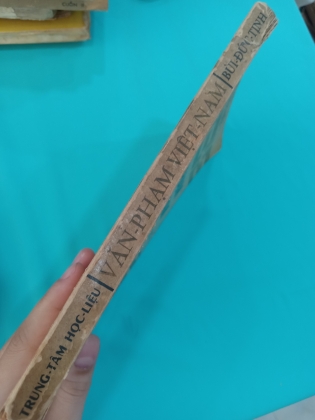 TRUNG-TÂM HỌC-LIỆU
VĂN-PHẠM VIỆT-NAM
BÙI-ĐỨC-TỊNH